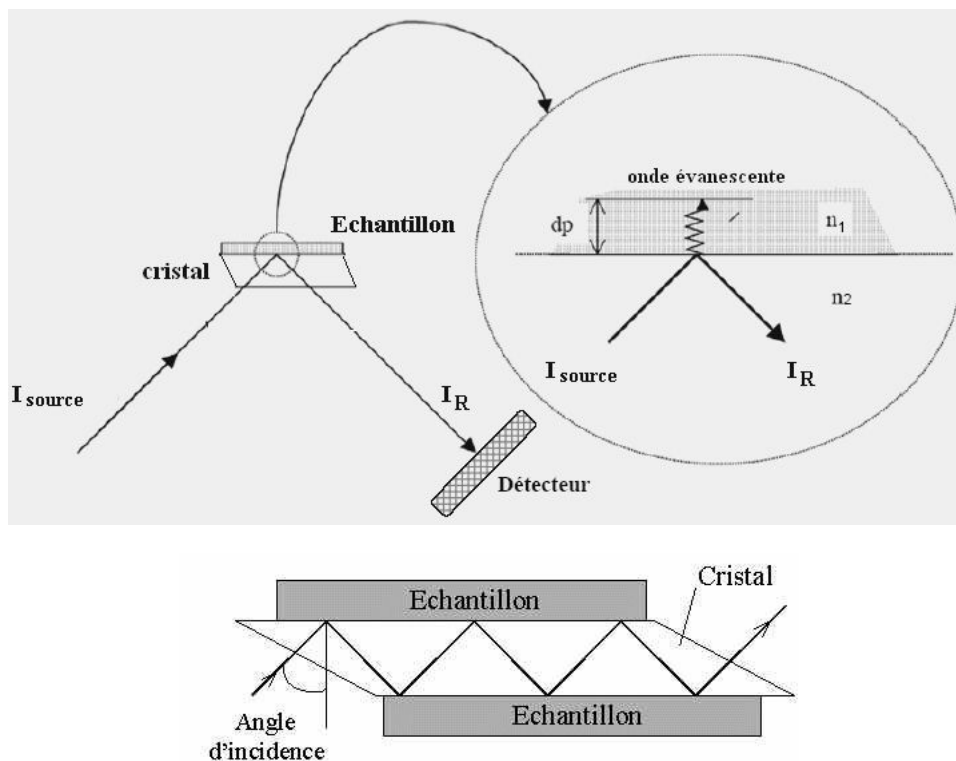 onde évanescente
dp
n1
n2
Echantillon
cristal
I source
I R
I source
I R
Détecteur
Cristal
Echantillon
Echantillon
Angle
d'incidence